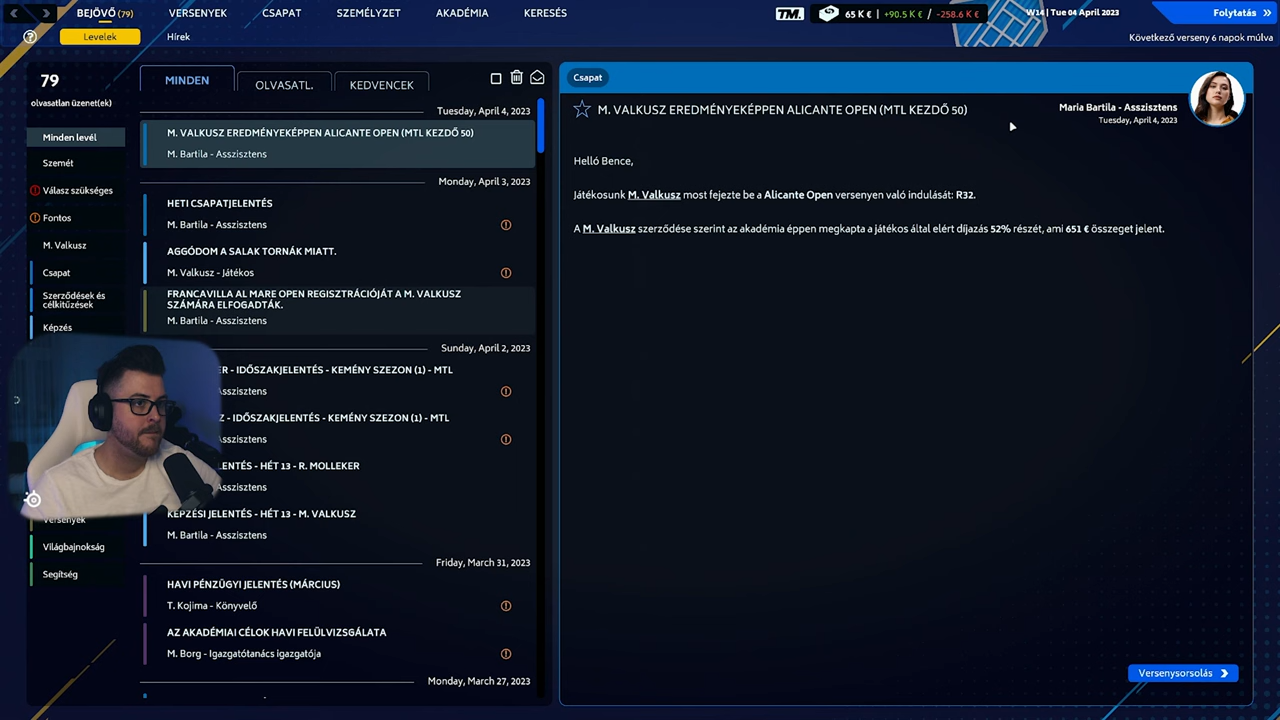 BEJÖVŐ (79)
VERSENYEK
CSAPAT
SZEMÉLYZET
AKADÉMIA
KERESÉS
TM.
65 K € | +90.5 K € / -258.6 K €
W14 | Tue 04 April 2023
Folytatás
Levelek
Hírek
Következő verseny 6 napok múlva
79
olvasatlan üzenet(ek)
Minden levél
Szemét
Válasz szükséges
Fontos
M. Valkusz
Csapat
Szerződések és
célkitűzések
Képzés
Versenyek
Világbajnokság
Segítség
MINDEN
OLVASATL.
KEDVENCEK
Tuesday, April 4, 2023
M. VALKUSZ EREDMÉNYEKÉPPEN ALICANTE OPEN (MTL KEZDŐ 50)
M. Bartila - Asszisztens
Monday, April 3, 2023
HETI CSAPATJELENTÉS
M. Bartila - Asszisztens
AGGÓDOM A SALAK TORNÁK MIATT.
M. Valkusz - Játékos
FRANCAVILLA AL MARE OPEN REGISZTRÁCIÓJÁT A M. VALKUSZ
SZÁMÁRA ELFOGADTÁK.
M. Bartila - Asszisztens
Sunday, April 2, 2023
ER - IDŐSZAKJELENTÉS - KEMÉNY SZEZON (1) - MTL
Asszisztens
Z - IDŐSZAKJELENTÉS - KEMÉNY SZEZON (1) - MTL
Asszisztens
LENTÉS - HÉT 13 - R. MOLLEKER
Asszisztens
KÉPZÉSI JELENTÉS - HÉT 13 - M. VALKUSZ
M. Bartila - Asszisztens
Friday, March 31, 2023
HAVI PÉNZÜGYI JELENTÉS (MÁRCIUS)
T. Kojima - Könyvelő
AZ AKADÉMIAI CÉLOK HAVI FELÜLVIZSGÁLATA
M. Borg - Igazgatótanács igazgatója
Monday, March 27, 2023
Csapat
M. VALKUSZ EREDMÉNYEKÉPPEN ALICANTE OPEN (MTL KEZDŐ 50)
Maria Bartila - Asszisztens
Tuesday, April 4, 2023
Helló Bence,
Játékosunk M. Valkusz most fejezte be a Alicante Open versenyen való indulását: R32.
A M. Valkusz szerződése szerint az akadémia éppen megkapta a játékos által elért díjazás 52% részét, ami 651 € összeget jelent.
Versenysorsolás